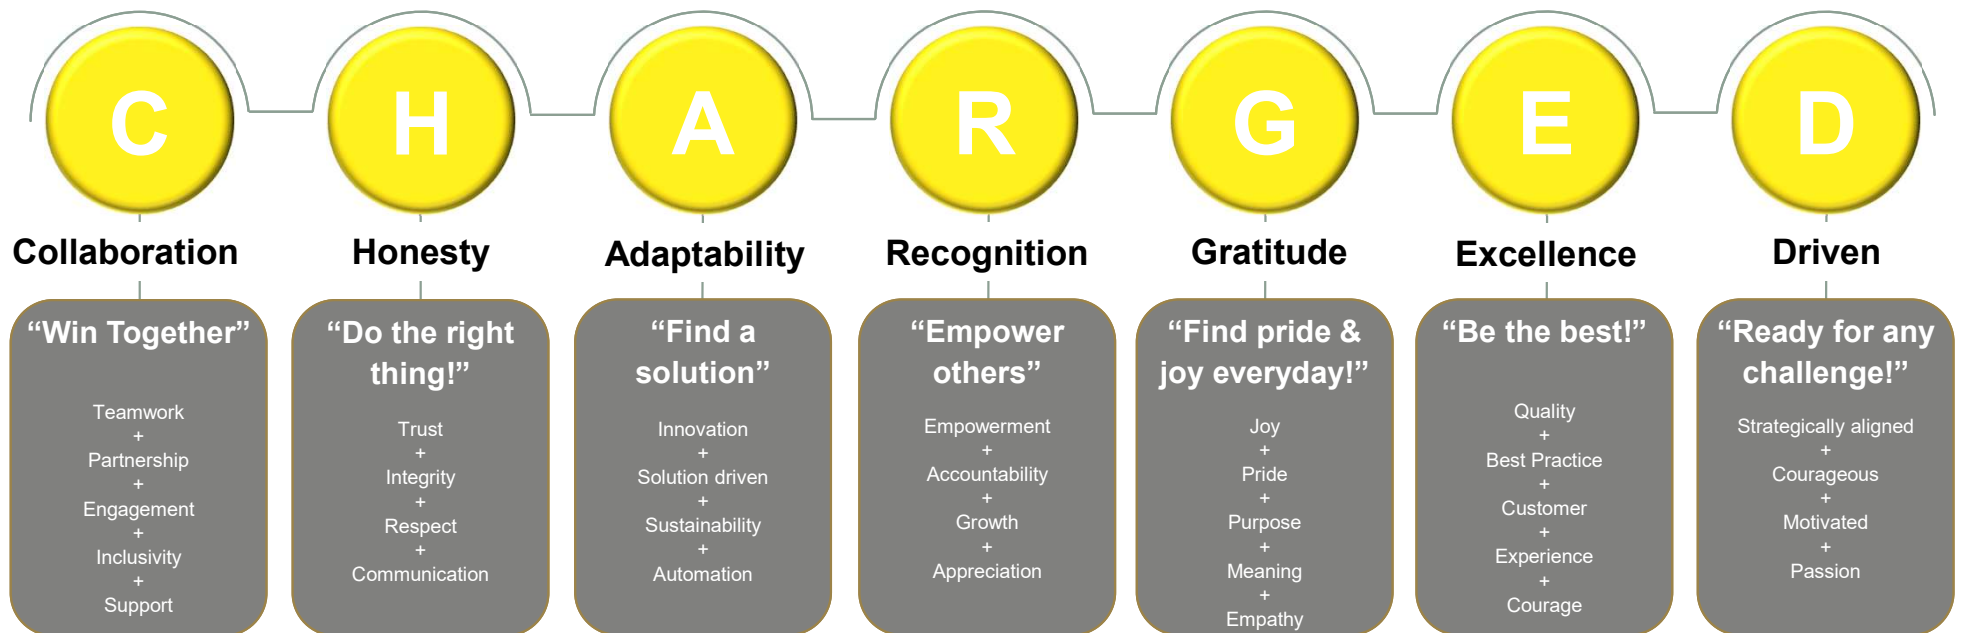 C
H
A
R
G
E
D
Collaboration
Honesty
Adaptability
Recognition
Gratitude
Excellence
Driven
“Win Together”
Teamwork
+
Partnership
+
Engagement
+
Inclusivity
+
Support
“Do the right
thing!”
Trust
+
Integrity
+
Respect
+
Communication
“Find a
solution”
Innovation
+
Solution driven
+
Sustainability
+
Automation
“Empower
others”
Empowerment
+
Accountability
+
Growth
+
Appreciation
“Find pride &
joy everyday!”
Joy
+
Pride
+
Purpose
+
Meaning
+
Empathy
“Be the best!”
Quality
+
Best Practice
+
Customer
+
Experience
+
Courage
“Ready for any
challenge!”
Strategically aligned
+
Courageous
+
Motivated
+
Passion